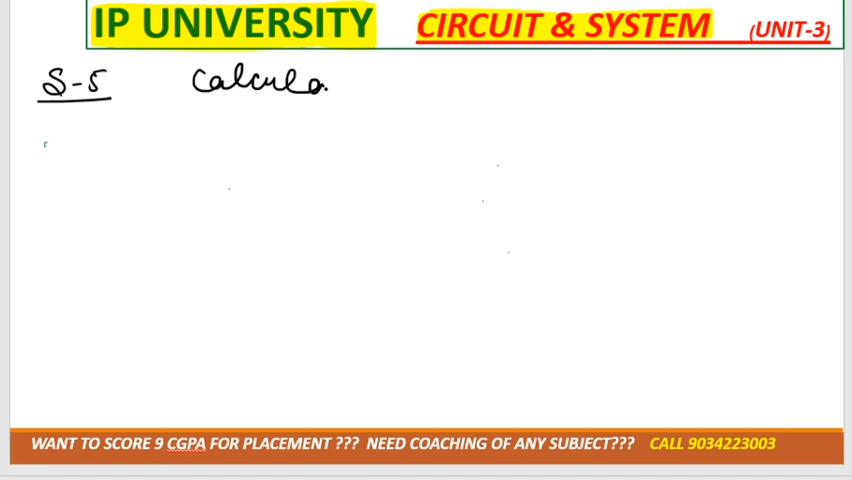 IP UNIVERSITY CIRCUIT & SYSTEM (UNIT-3)
S-5 Calcula
WANT TO SCORE 9 CGPA FOR PLACEMENT ??? NEED COACHING OF ANY SUBJECT??? CALL 9034223003